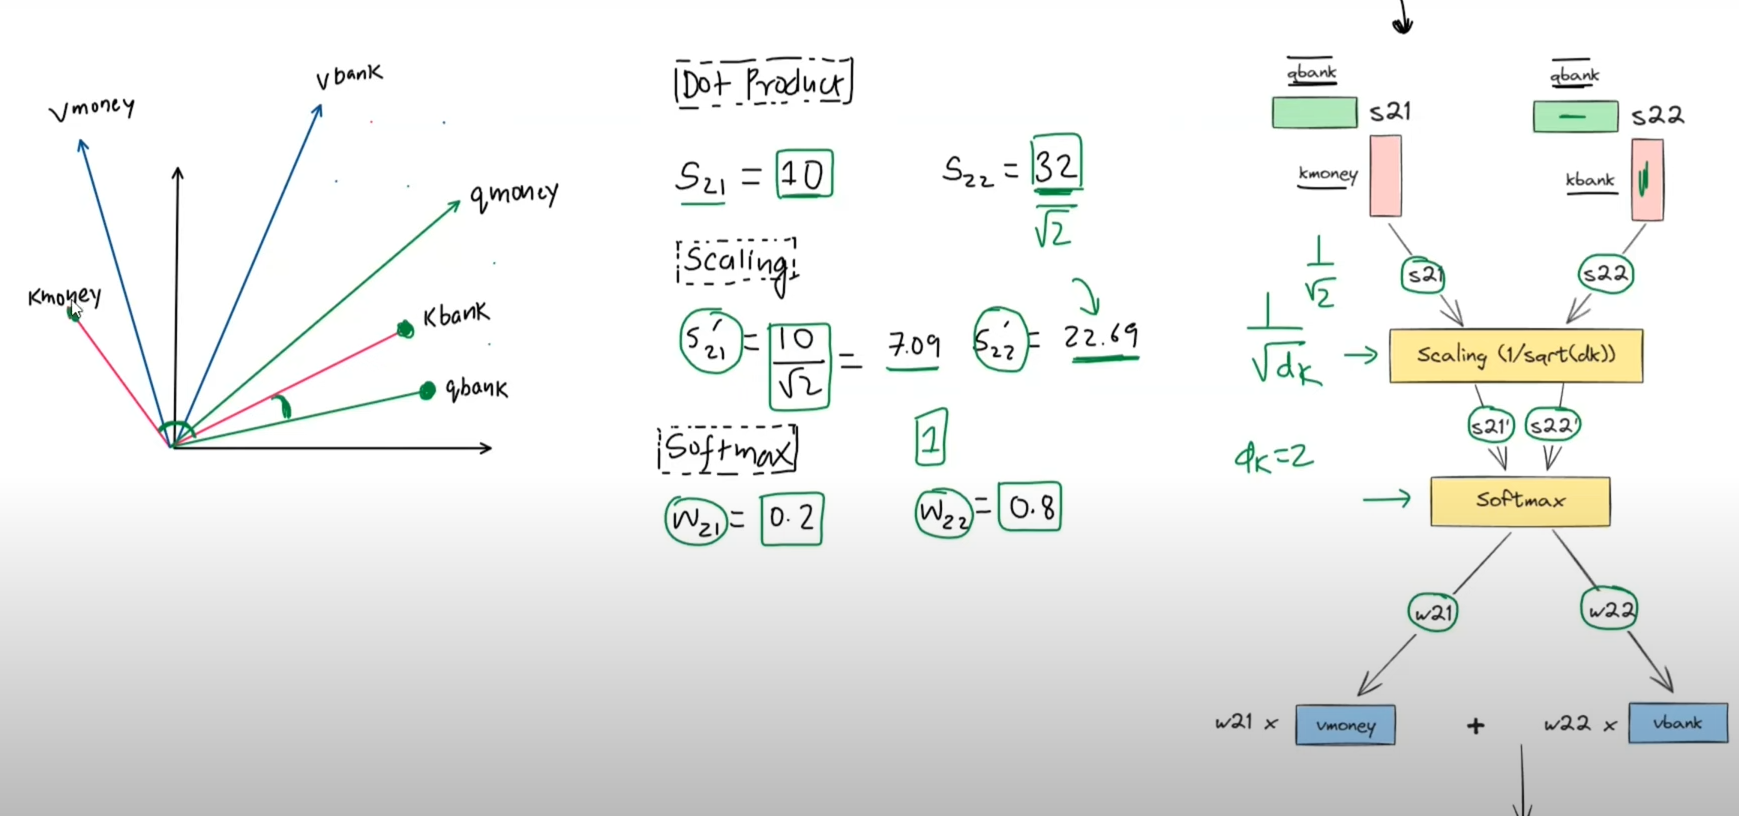 Vmoney
Vbank
qmoney
Kmoney
Kbank
qbank
Dot Product
S21 = 10
S22 = 32
√2
Scaling
S'21 = 10/√2 = 7.09
S'22 = 22.69
Softmax
1
W21 = 0.2
W22 = 0.8
qbank
s21
kmoney
qbank
s22
kbank
s21
s22
1/√2
1/√dK
Scaling (1/sqrt(dk))
s21'
s22'
dK=2
Softmax
w21
w22
w21 x
vmoney
+
w22 x
vbank